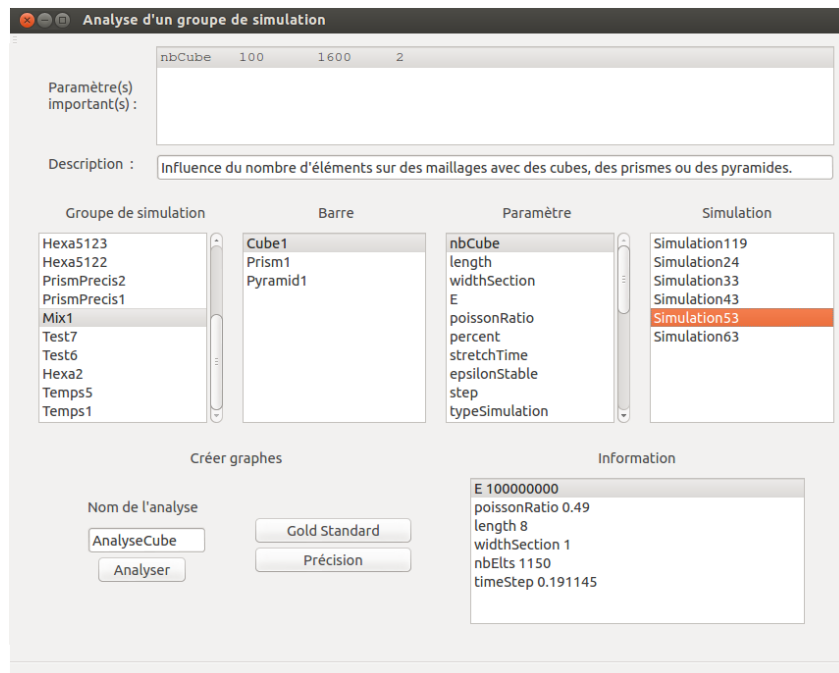 Analyse d'un groupe de simulation
nbCube 100 1600 2
Paramètre(s)
important(s) :
Description :
Influence du nombre d'éléments sur des maillages avec des cubes, des prismes ou des pyramides.
Groupe de simulation
Hexa5123
Hexa5122
PrismPrecis2
PrismPrecis1
Mix1
Test7
Test6
Hexa2
Temps5
Temps1
Barre
Cube1
Prism1
Pyramid1
Paramètre
nbCube
length
widthSection
E
poissonRatio
percent
stretchTime
epsilonStable
step
typeSimulation
Simulation
Simulation119
Simulation24
Simulation33
Simulation43
Simulation53
Simulation63
Créer graphes
Nom de l'analyse
AnalyseCube
Analyser
Gold Standard
Précision
Information
E 100000000
poissonRatio 0.49
length 8
widthSection 1
nbElts 1150
timeStep 0.191145